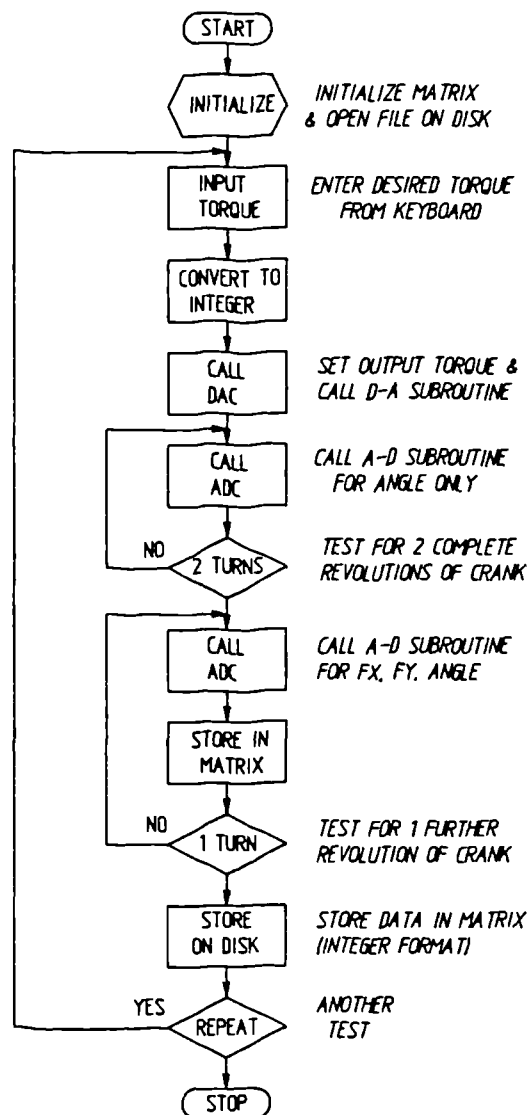 START
INITIALIZE
INITIALIZE MATRIX
& OPEN FILE ON DISK
INPUT
TORQUE
ENTER DESIRED TORQUE
FROM KEYBOARD
CONVERT TO
INTEGER
CALL
DAC
SET OUTPUT TORQUE &
CALL D-A SUBROUTINE
CALL
ADC
CALL A-D SUBROUTINE
FOR ANGLE ONLY
NO
2 TURNS
TEST FOR 2 COMPLETE
REVOLUTIONS OF CRANK
CALL
ADC
CALL A-D SUBROUTINE
FOR FX, FY, ANGLE
STORE IN
MATRIX
NO
1 TURN
TEST FOR 1 FURTHER
REVOLUTION OF CRANK
STORE
ON DISK
STORE DATA IN MATRIX
(INTEGER FORMAT)
YES
REPEAT
ANOTHER
TEST
STOP